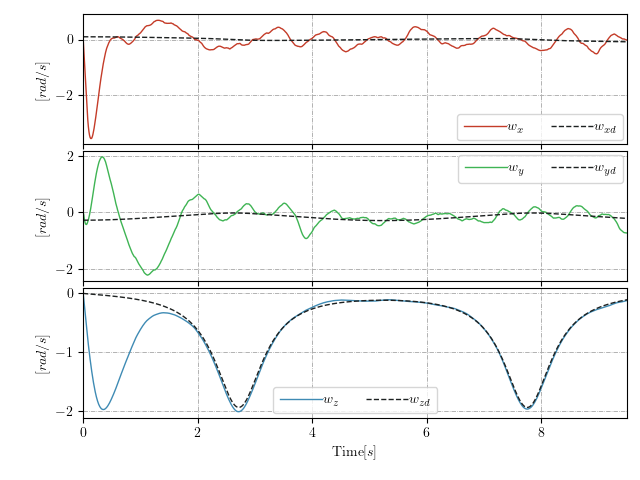 0
−2
[rad/s]
w_x w_xd
2
0
−2
[rad/s]
w_y w_yd
0
−1
−2
[rad/s]
w_z w_zd
0 2 4 6 8
Time[s]